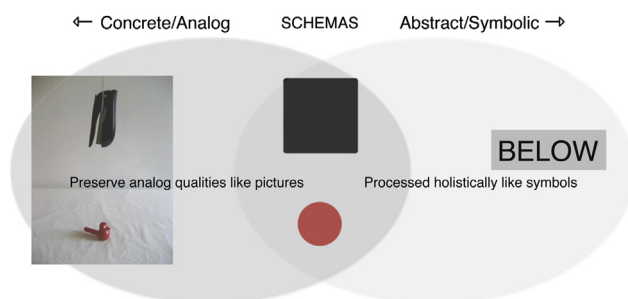 ← Concrete/Analog SCHEMAS Abstract/Symbolic →
BELOW
Preserve analog qualities like pictures Processed holistically like symbols